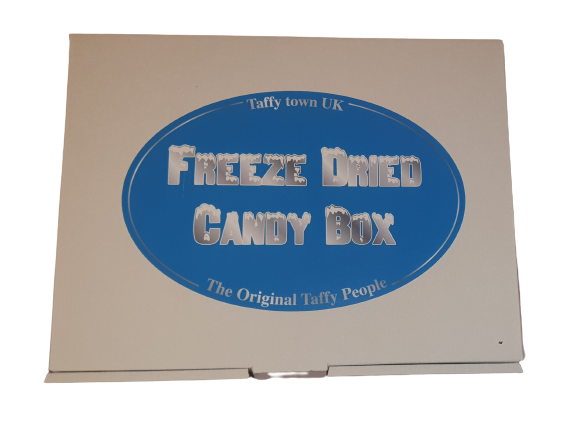 Taffy town UK
Freeze Dried
Candy Box
The Original Taffy People